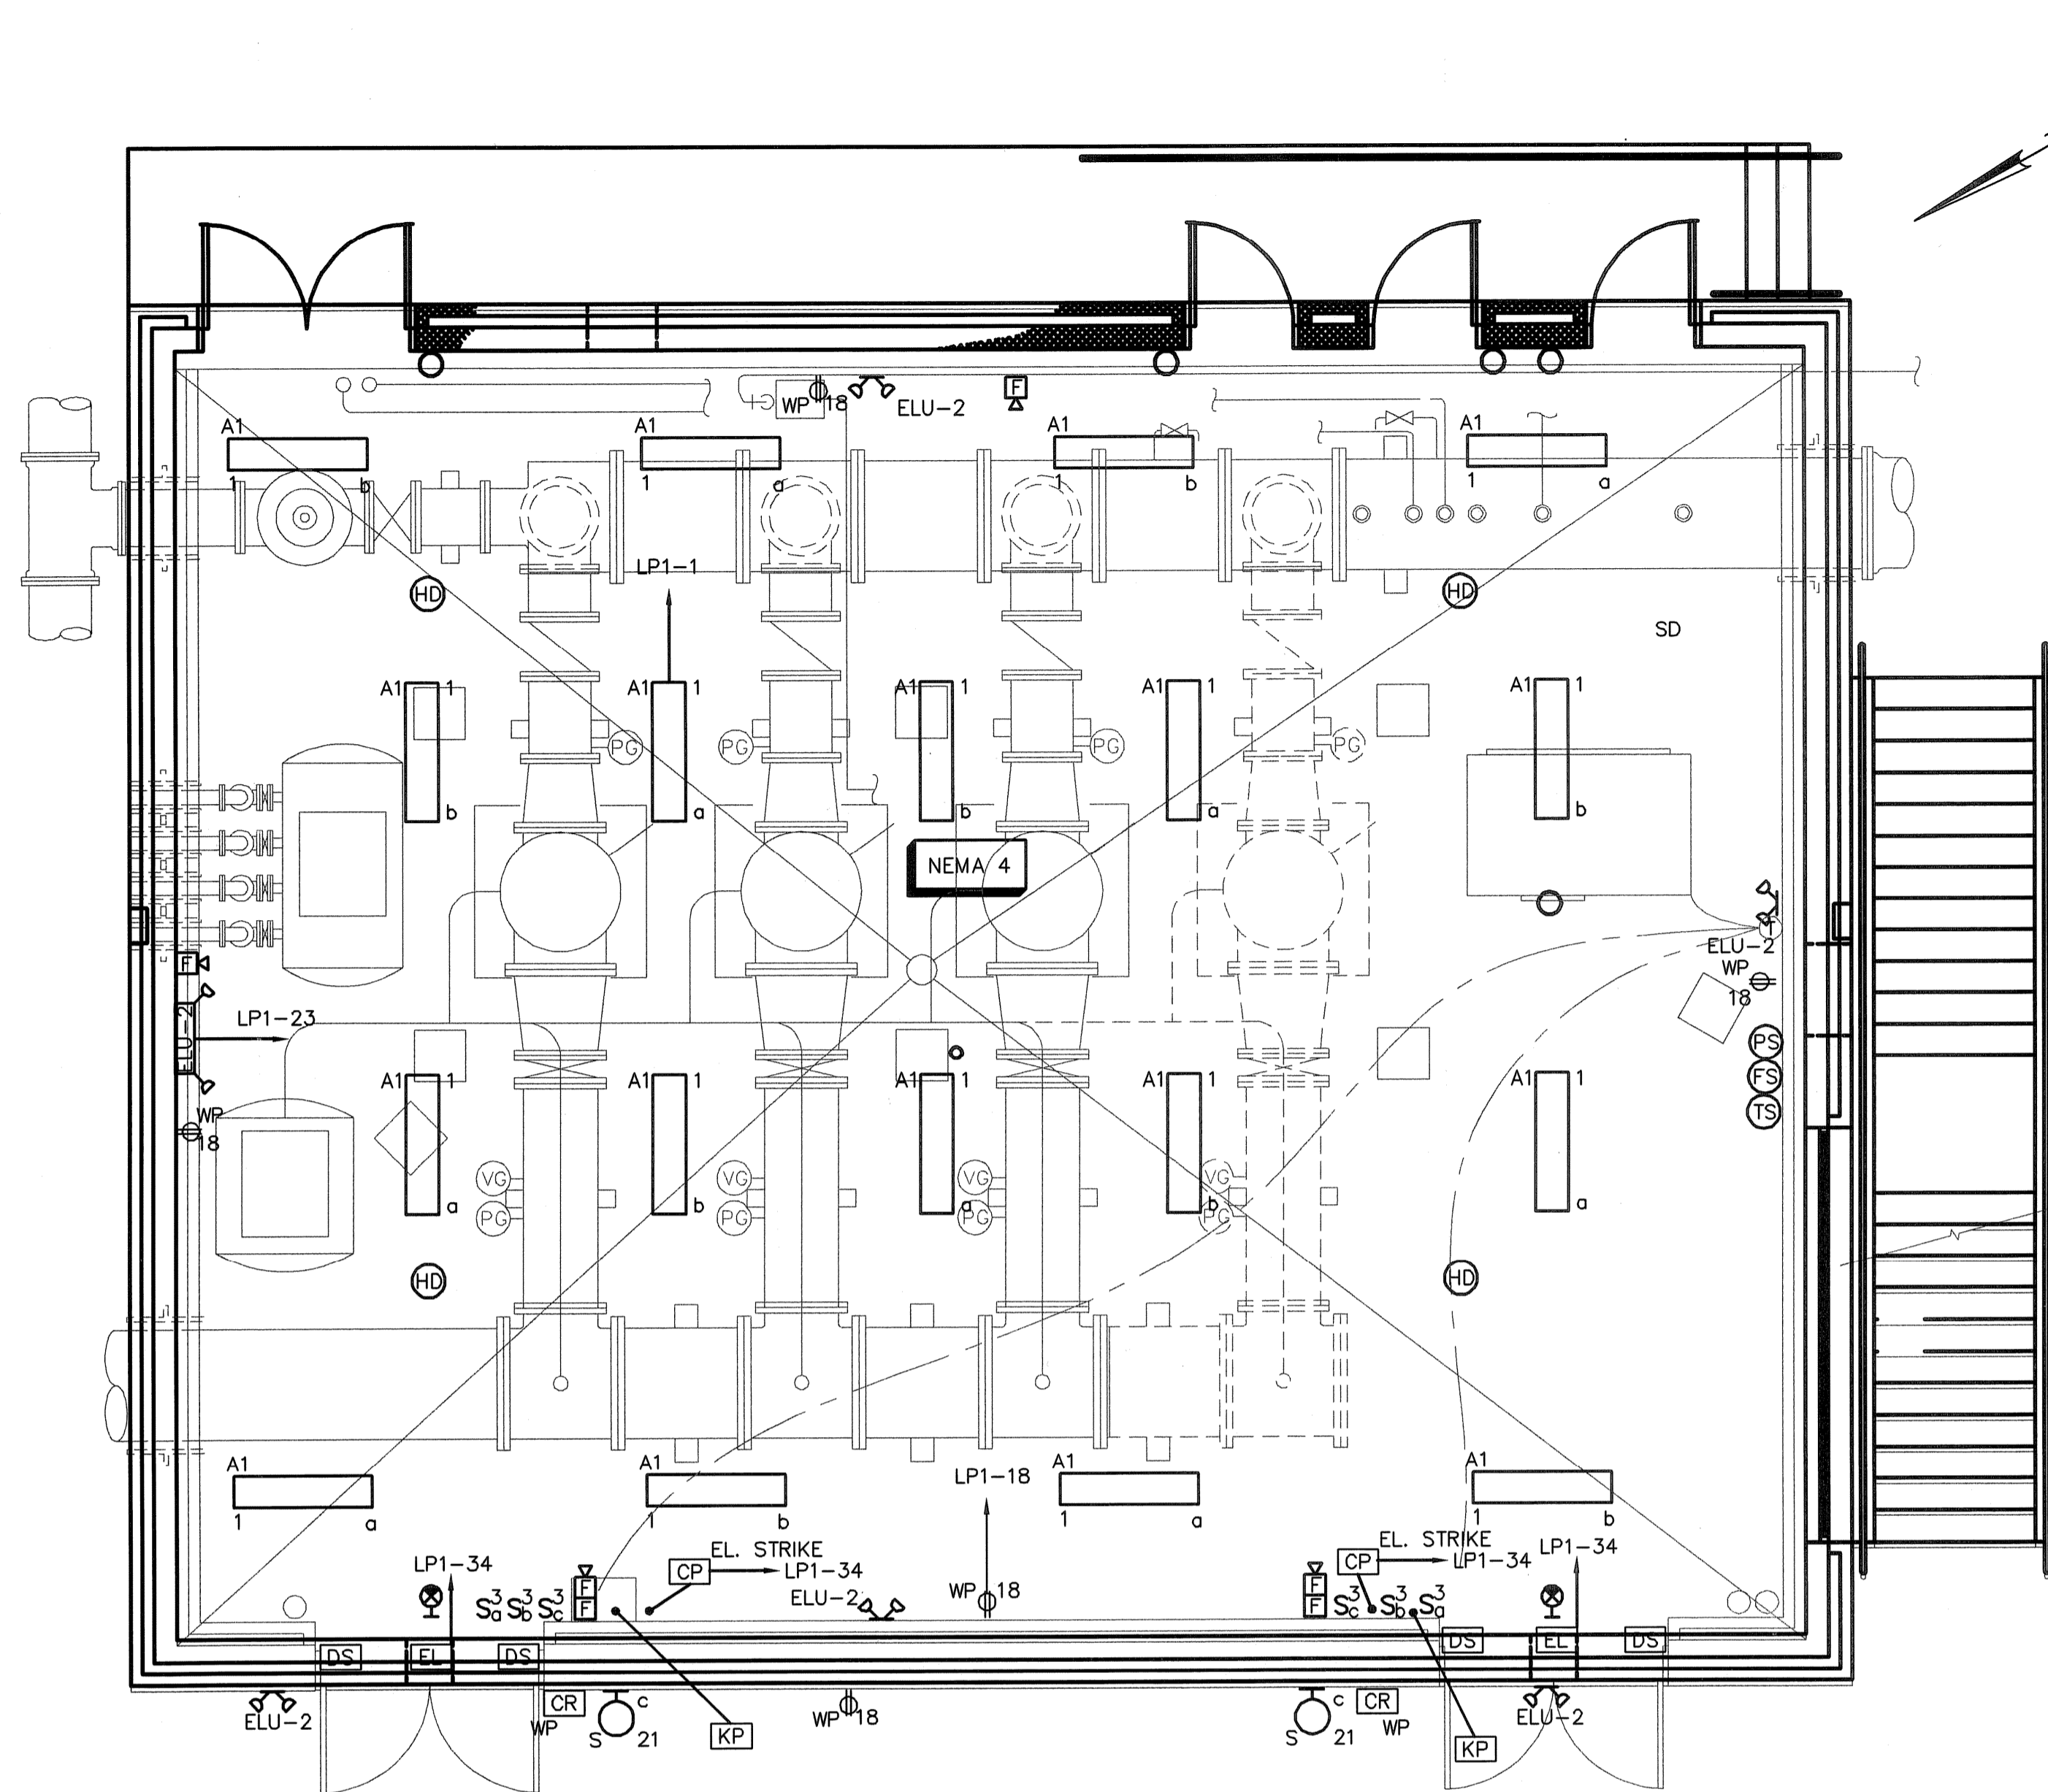 F
WP 18
ELU-2
A1
A1
A1
A1
1 b
1 a
1 b
1 a
LP1-1
HD
HD
SD
A1 1
A1 1
A1 1
A1 1
A1 1
PG
PG
PG
PG
b
a
b
a
b
NEMA 4
T
ELU-2
WP
18
F
ELU-2
LP1-23
PS
FS
TS
WP
18
A1 1
A1 1
A1 1
A1 1
A1 1
VG
VG
VG
VG
PG
PG
PG
PG
a
b
a
b
a
HD
HD
A1
A1
A1
A1
LP1-18
1 a
1 b
1 a
1 b
LP1-34
EL. STRIKE
CP
LP1-34
EL. STRIKE
CP
LP1-34
LP1-34
F
F
S3a S3b S3c
ELU-2
WP 18
F
F
S3c S3b S3a
DS
EL
DS
DS
EL
DS
ELU-2
CR
WP
c
S 21
KP
WP 18
c
S 21
CR
WP
KP
ELU-2